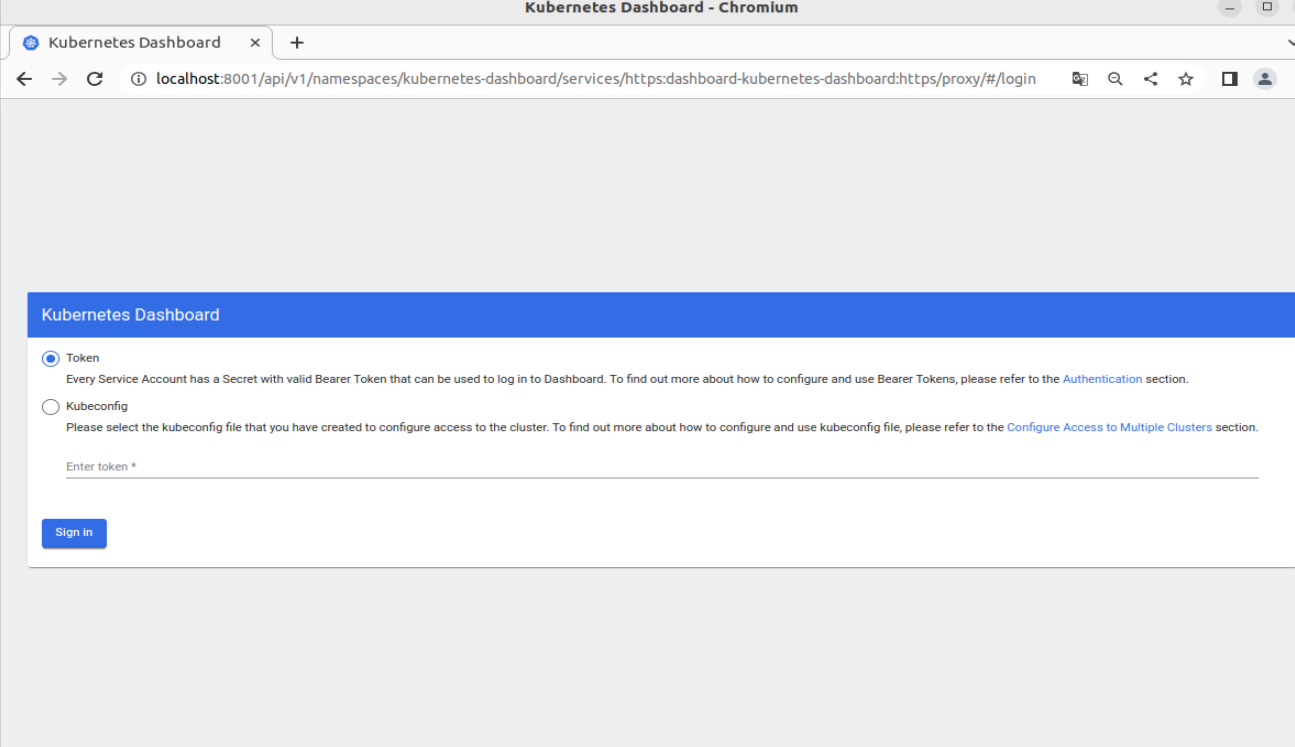 Kubernetes Dashboard - Chromium
Kubernetes Dashboard
localhost:8001/api/v1/namespaces/kubernetes-dashboard/services/https:dashboard-kubernetes-dashboard:https/proxy/#/login
Kubernetes Dashboard
Token
Every Service Account has a Secret with valid Bearer Token that can be used to log in to Dashboard. To find out more about how to configure and use Bearer Tokens, please refer to the Authentication section.
Kubeconfig
Please select the kubeconfig file that you have created to configure access to the cluster. To find out more about how to configure and use kubeconfig file, please refer to the Configure Access to Multiple Clusters section.
Enter token *
Sign in